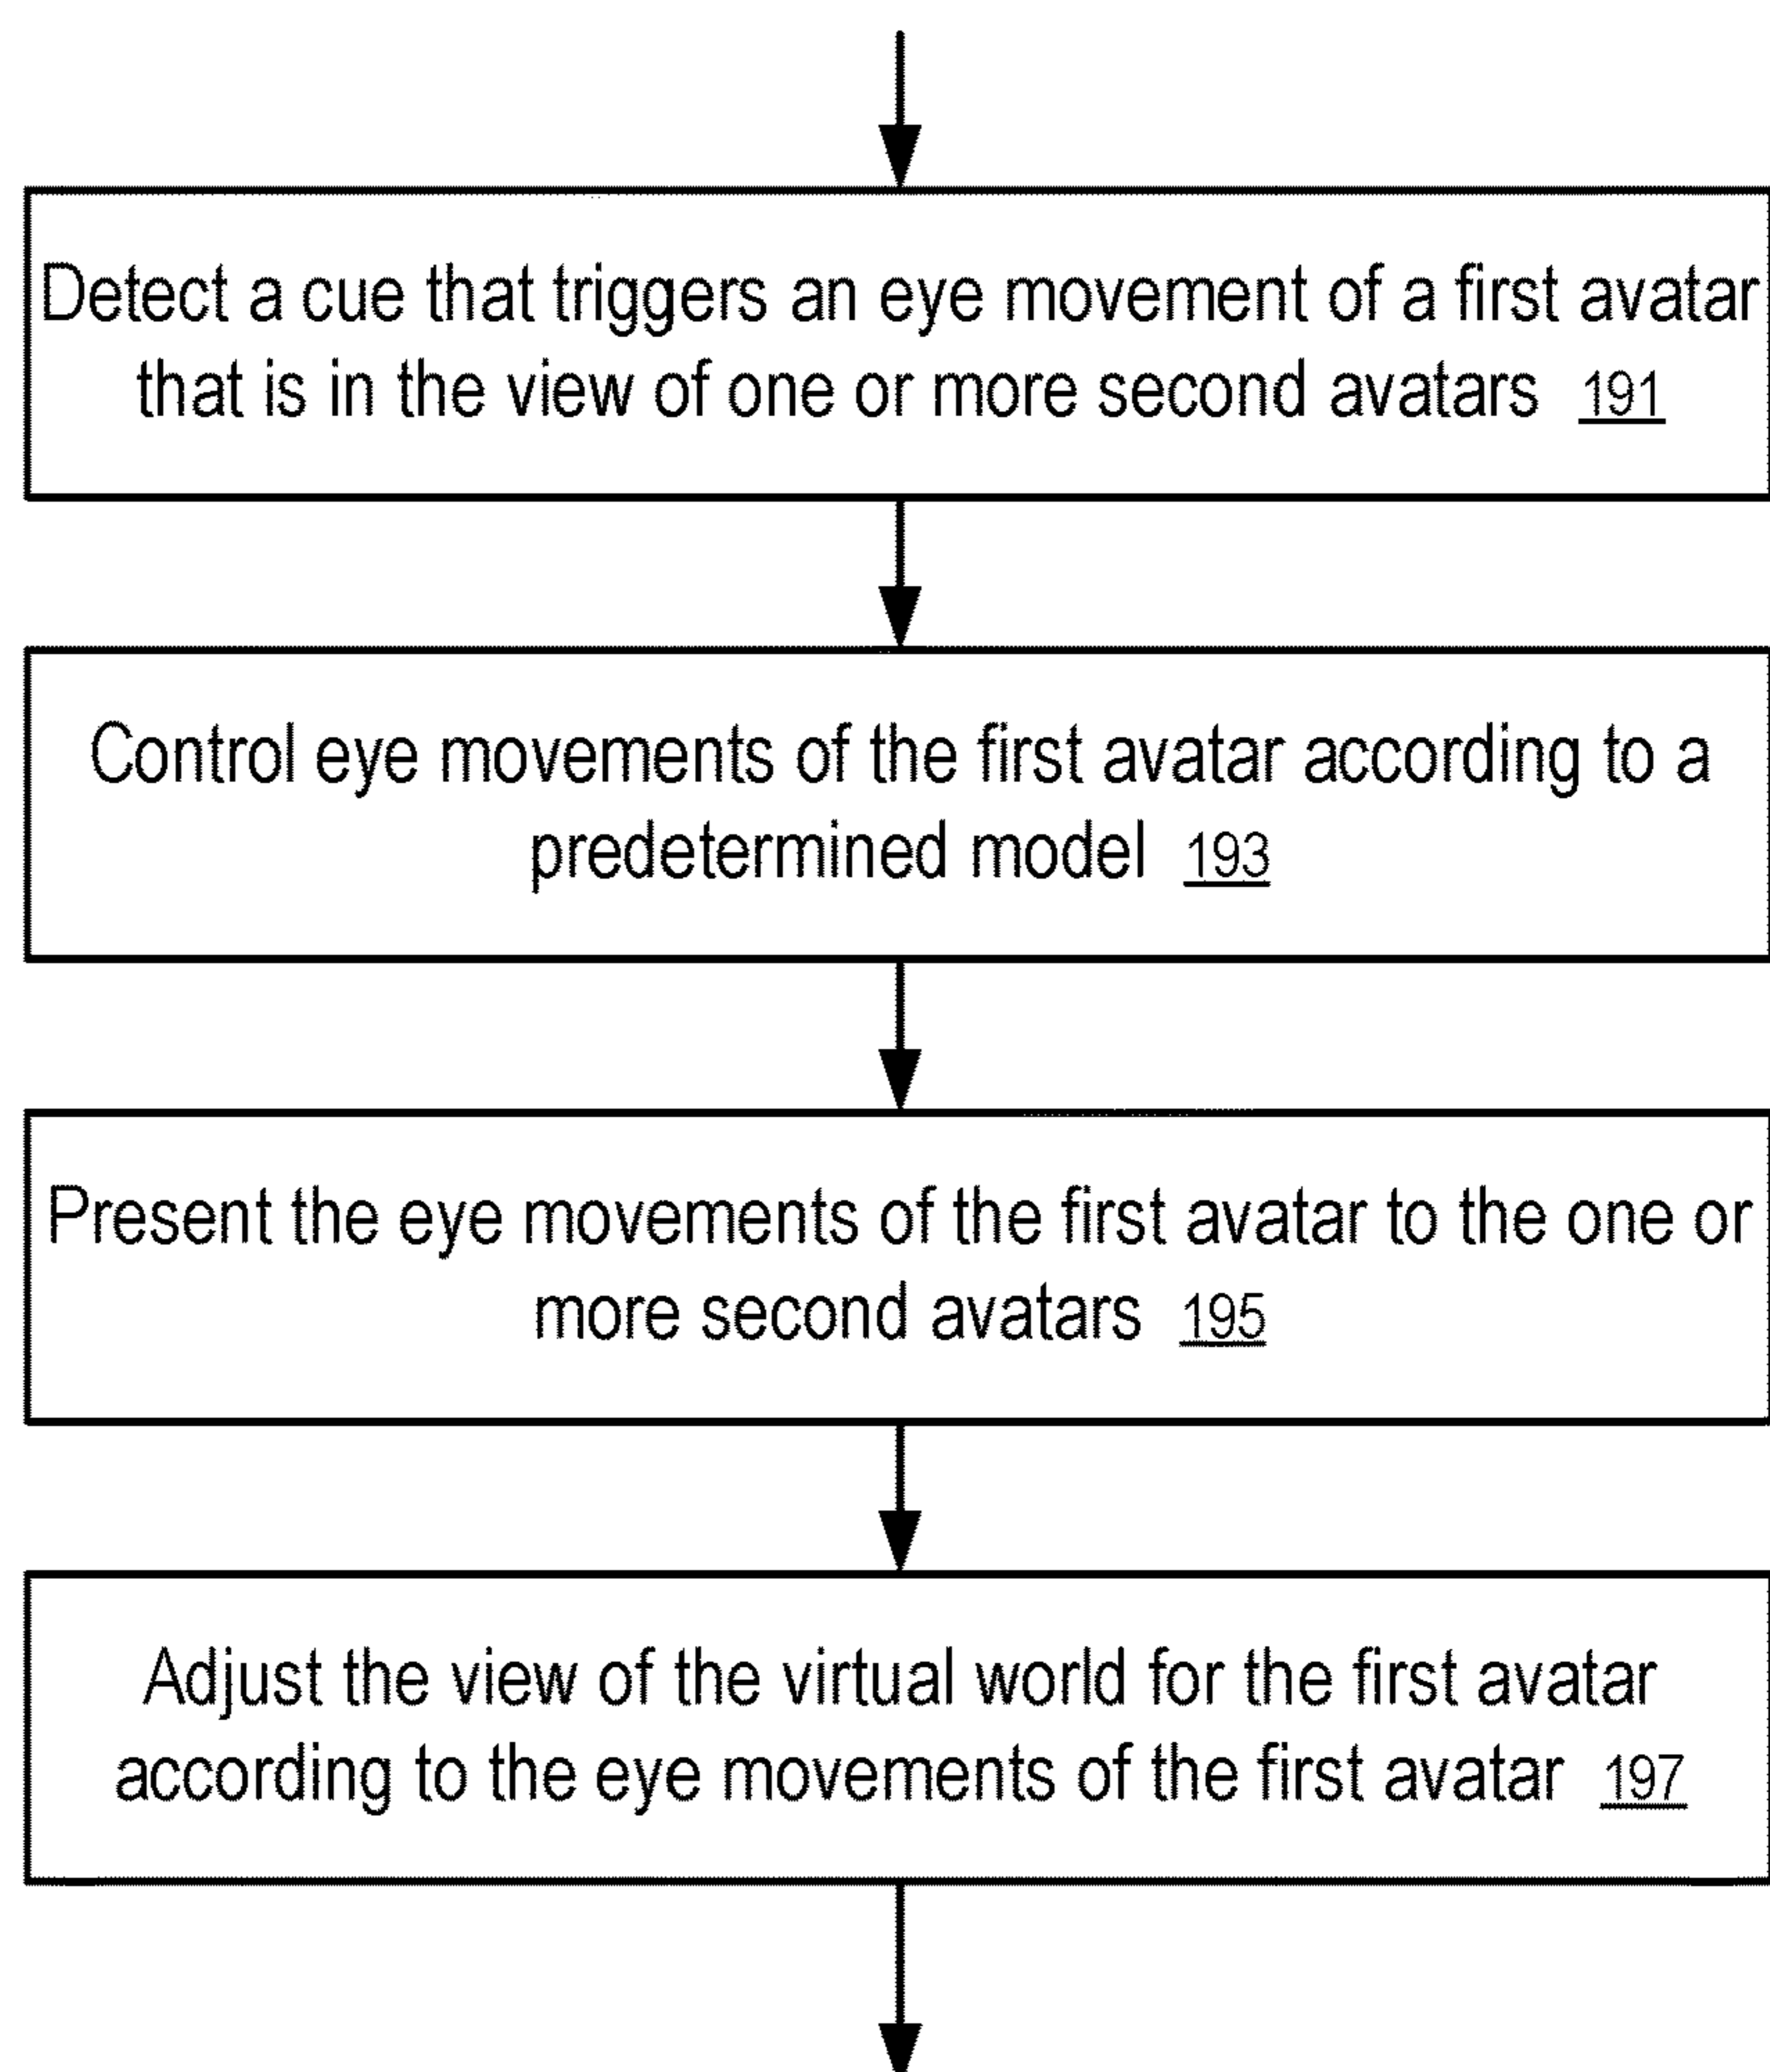 Detect a cue that triggers an eye movement of a first avatar
that is in the view of one or more second avatars 191
Control eye movements of the first avatar according to a
predetermined model 193
Present the eye movements of the first avatar to the one or
more second avatars 195
Adjust the view of the virtual world for the first avatar
according to the eye movements of the first avatar 197